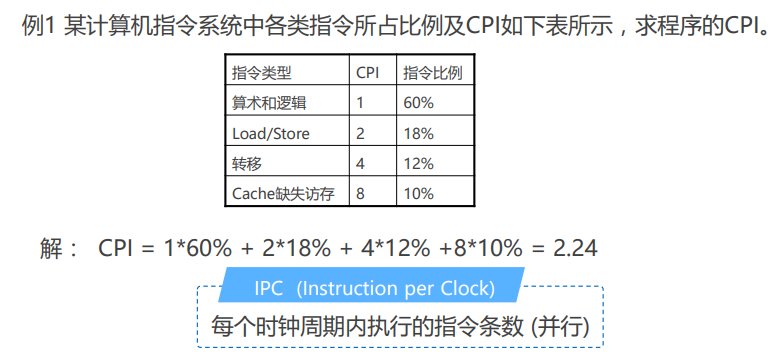 例1 某计算机指令系统中各类指令所占比例及CPI如下表所示，求程序的CPI。
指令类型 CPI 指令比例
算术和逻辑 1 60%
Load/Store 2 18%
转移 4 12%
Cache缺失访存 8 10%
解： CPI = 1*60% + 2*18% + 4*12% +8*10% = 2.24
IPC (Instruction per Clock)
每个时钟周期内执行的指令条数 (并行)